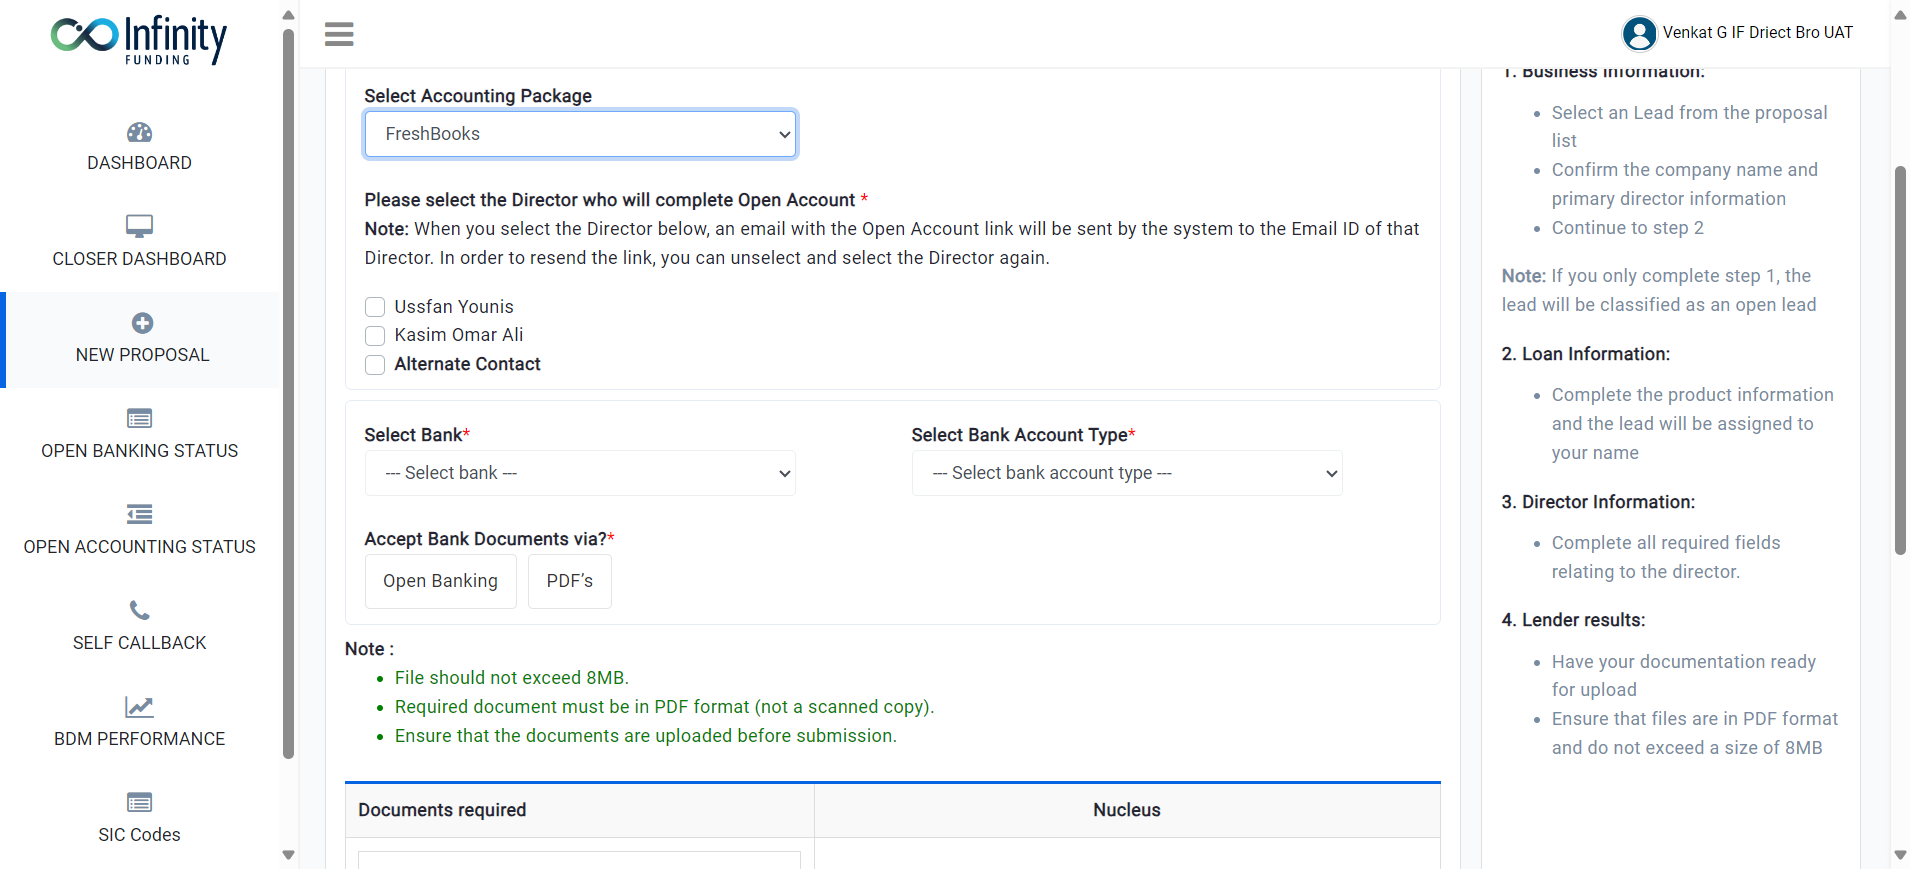 Infinity
FUNDING
DASHBOARD
CLOSER DASHBOARD
NEW PROPOSAL
OPEN BANKING STATUS
OPEN ACCOUNTING STATUS
SELF CALLBACK
BDM PERFORMANCE
SIC Codes
Venkat G IF Driect Bro UAT
Select Accounting Package
FreshBooks
Please select the Director who will complete Open Account *
Note: When you select the Director below, an email with the Open Account link will be sent by the system to the Email ID of that
Director. In order to resend the link, you can unselect and select the Director again.
Ussfan Younis
Kasim Omar Ali
Alternate Contact
Select Bank*
--- Select bank ---
Select Bank Account Type*
--- Select bank account type ---
Accept Bank Documents via?*
Open Banking
PDF’s
Note :
• File should not exceed 8MB.
• Required document must be in PDF format (not a scanned copy).
• Ensure that the documents are uploaded before submission.
Documents required
Nucleus
1. Business Information:
• Select an Lead from the proposal
list
• Confirm the company name and
primary director information
• Continue to step 2
Note: If you only complete step 1, the
lead will be classified as an open lead
2. Loan Information:
• Complete the product information
and the lead will be assigned to
your name
3. Director Information:
• Complete all required fields
relating to the director.
4. Lender results:
• Have your documentation ready
for upload
• Ensure that files are in PDF format
and do not exceed a size of 8MB